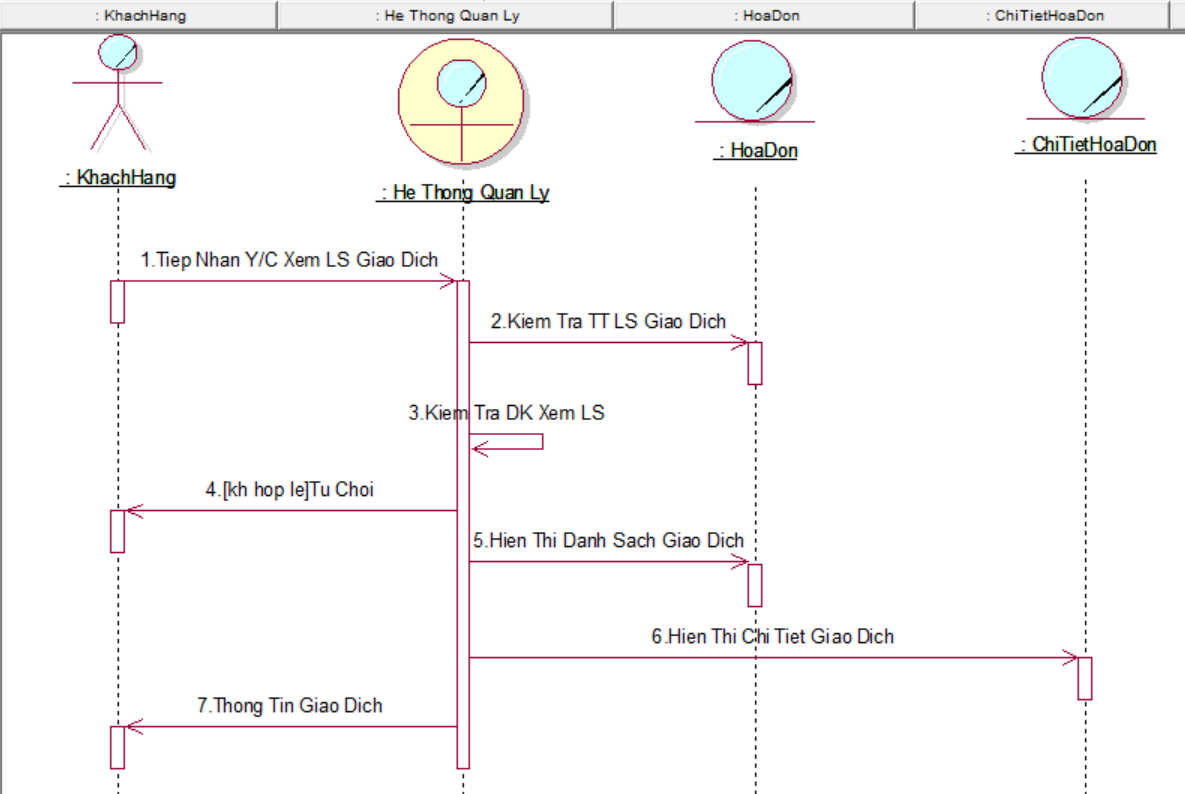 : KhachHang
: He Thong Quan Ly
: HoaDon
: ChiTietHoaDon
: KhachHang
: He Thong Quan Ly
: HoaDon
: ChiTietHoaDon
1.Tiep Nhan Y/C Xem LS Giao Dich
2.Kiem Tra TT LS Giao Dich
3.Kiem Tra DK Xem LS
4.[kh hop le]Tu Choi
5.Hien Thi Danh Sach Giao Dich
6.Hien Thi Chi Tiet Giao Dich
7.Thong Tin Giao Dich